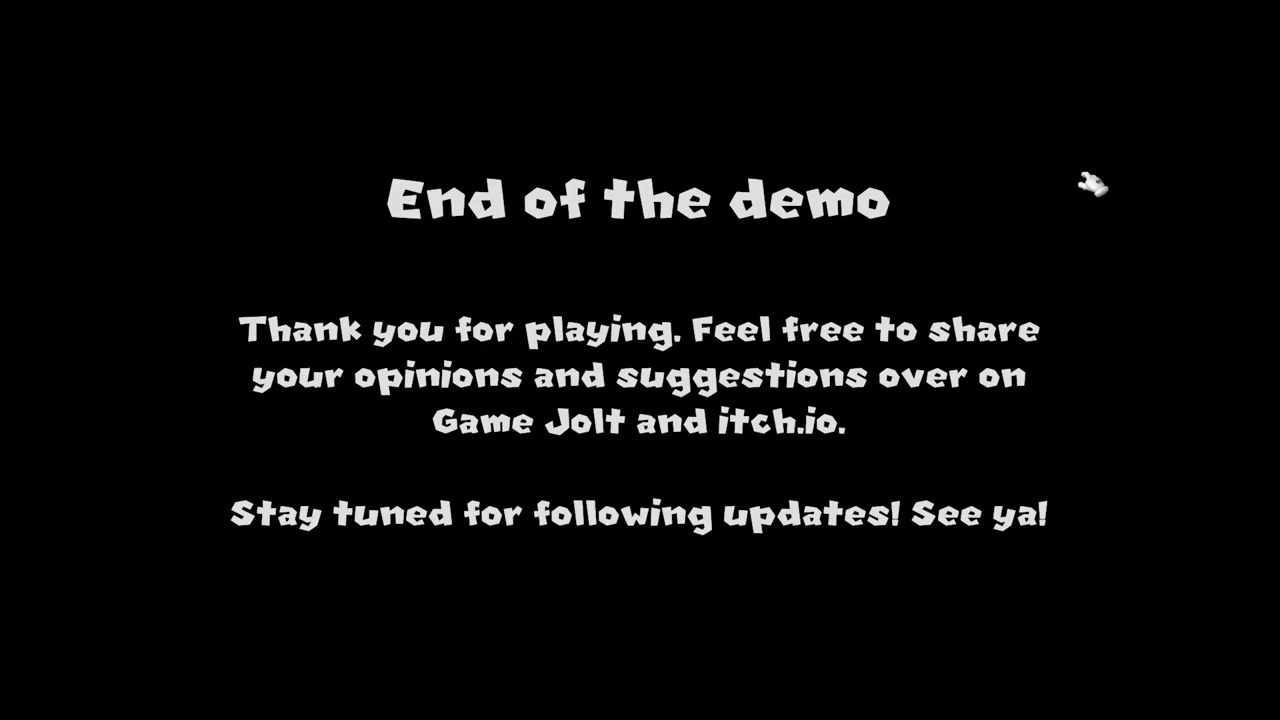 End of the demo
Thank you for playing. Feel free to share
your opinions and suggestions over on
Game Jolt and itch.io.
Stay tuned for following updates! See ya!